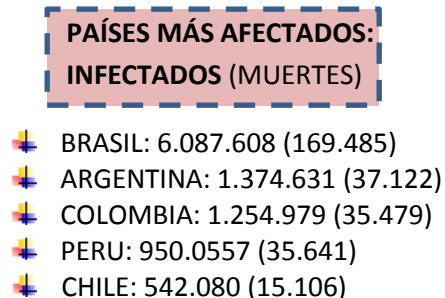 PAÍSES MÁS AFECTADOS:
INFECTADOS (MUERTES)
BRASIL: 6.087.608 (169.485)
ARGENTINA: 1.374.631 (37.122)
COLOMBIA: 1.254.979 (35.479)
PERU: 950.0557 (35.641)
CHILE: 542.080 (15.106)